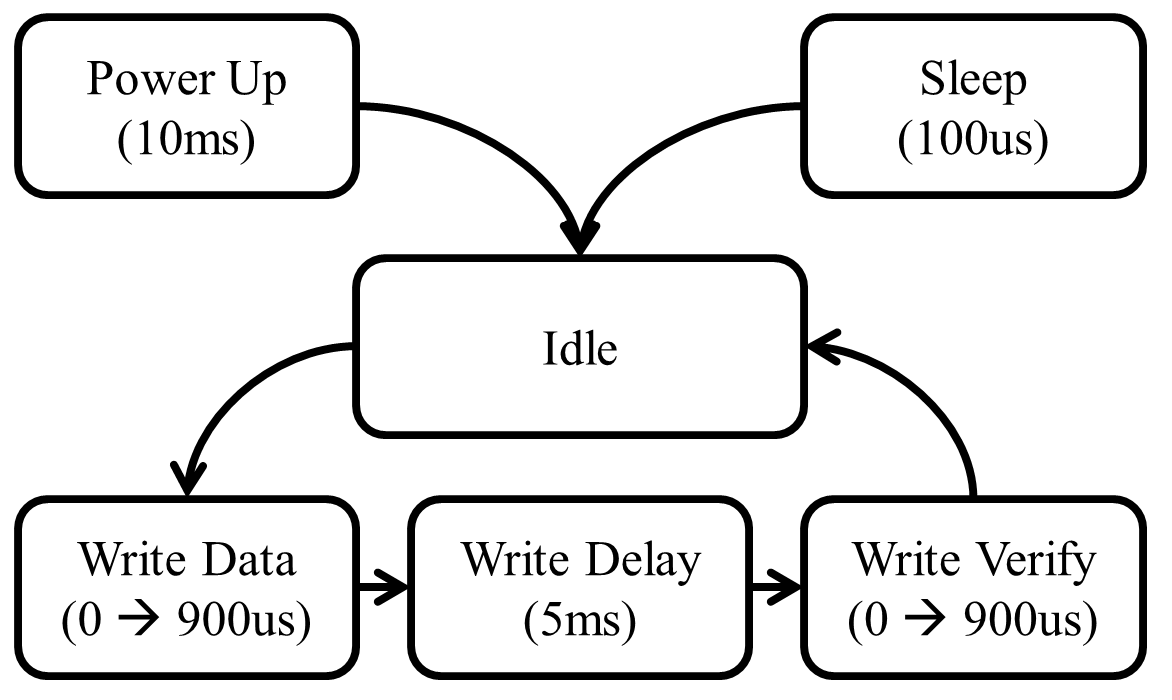 Power Up
(10ms)
Sleep
(100us)
Idle
Write Data
(0 → 900us)
Write Delay
(5ms)
Write Verify
(0 → 900us)